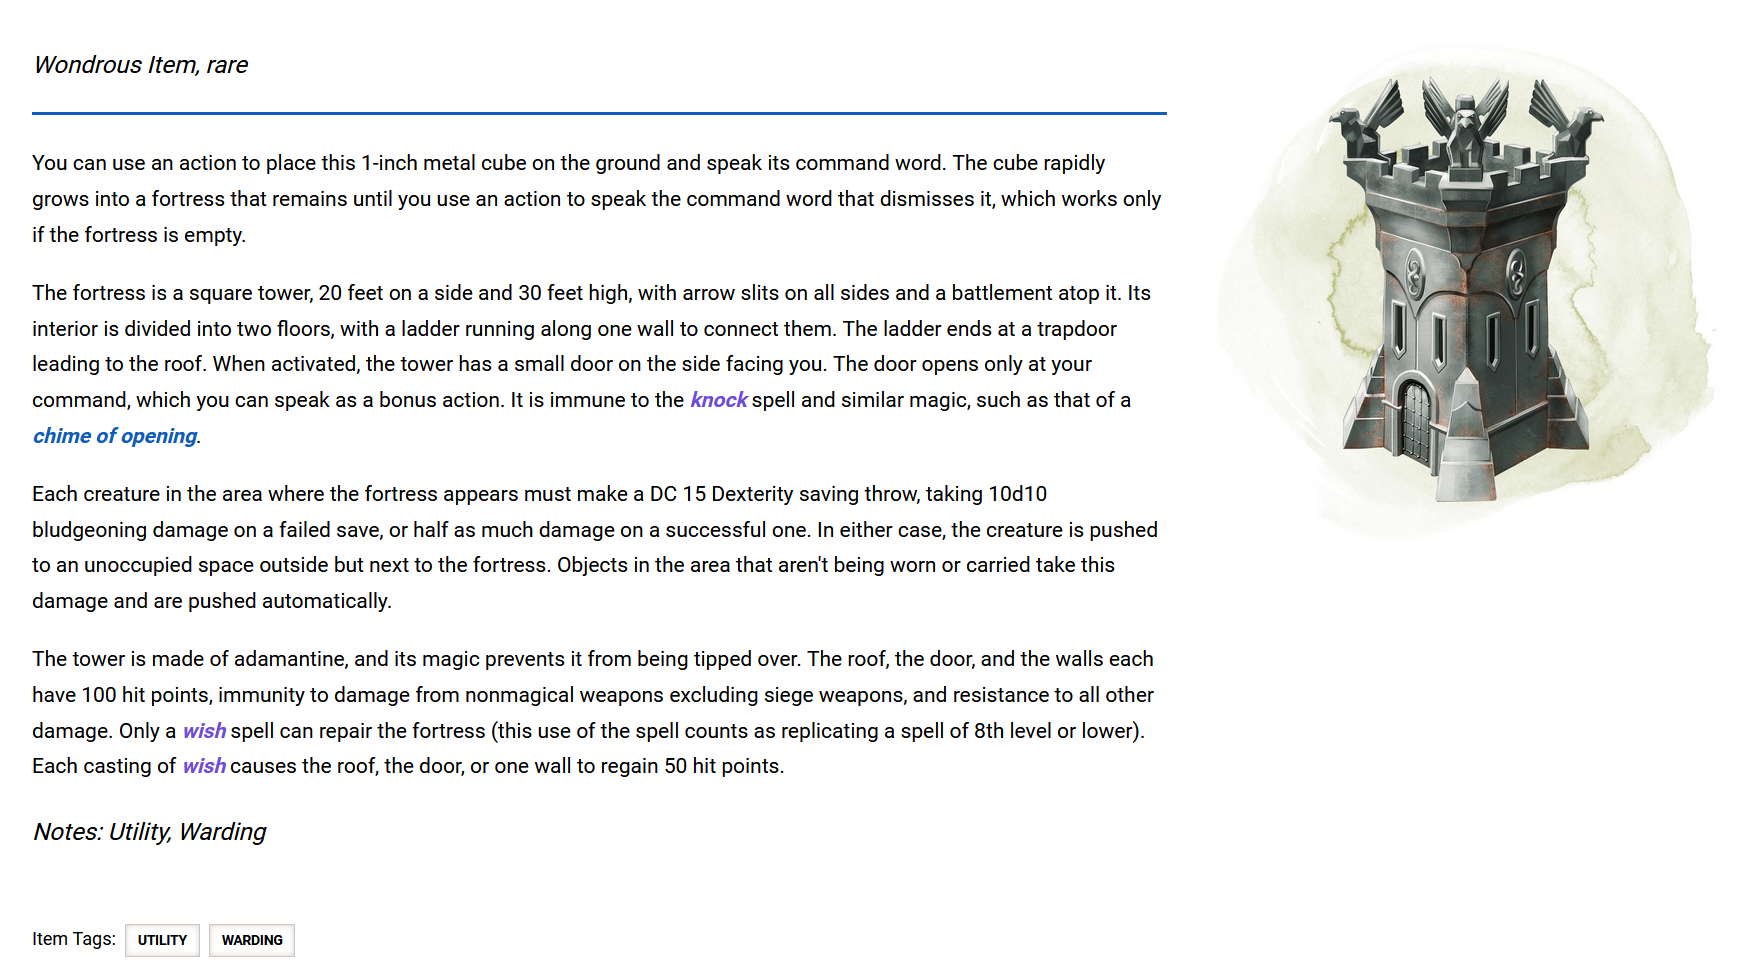 Wondrous Item, rare
You can use an action to place this 1-inch metal cube on the ground and speak its command word. The cube rapidly
grows into a fortress that remains until you use an action to speak the command word that dismisses it, which works only
if the fortress is empty.
The fortress is a square tower, 20 feet on a side and 30 feet high, with arrow slits on all sides and a battlement atop it. Its
interior is divided into two floors, with a ladder running along one wall to connect them. The ladder ends at a trapdoor
leading to the roof. When activated, the tower has a small door on the side facing you. The door opens only at your
command, which you can speak as a bonus action. It is immune to the knock spell and similar magic, such as that of a
chime of opening.
Each creature in the area where the fortress appears must make a DC 15 Dexterity saving throw, taking 10d10
bludgeoning damage on a failed save, or half as much damage on a successful one. In either case, the creature is pushed
to an unoccupied space outside but next to the fortress. Objects in the area that aren't being worn or carried take this
damage and are pushed automatically.
The tower is made of adamantine, and its magic prevents it from being tipped over. The roof, the door, and the walls each
have 100 hit points, immunity to damage from nonmagical weapons excluding siege weapons, and resistance to all other
damage. Only a wish spell can repair the fortress (this use of the spell counts as replicating a spell of 8th level or lower).
Each casting of wish causes the roof, the door, or one wall to regain 50 hit points.
Notes: Utility, Warding
Item Tags: UTILITY WARDING